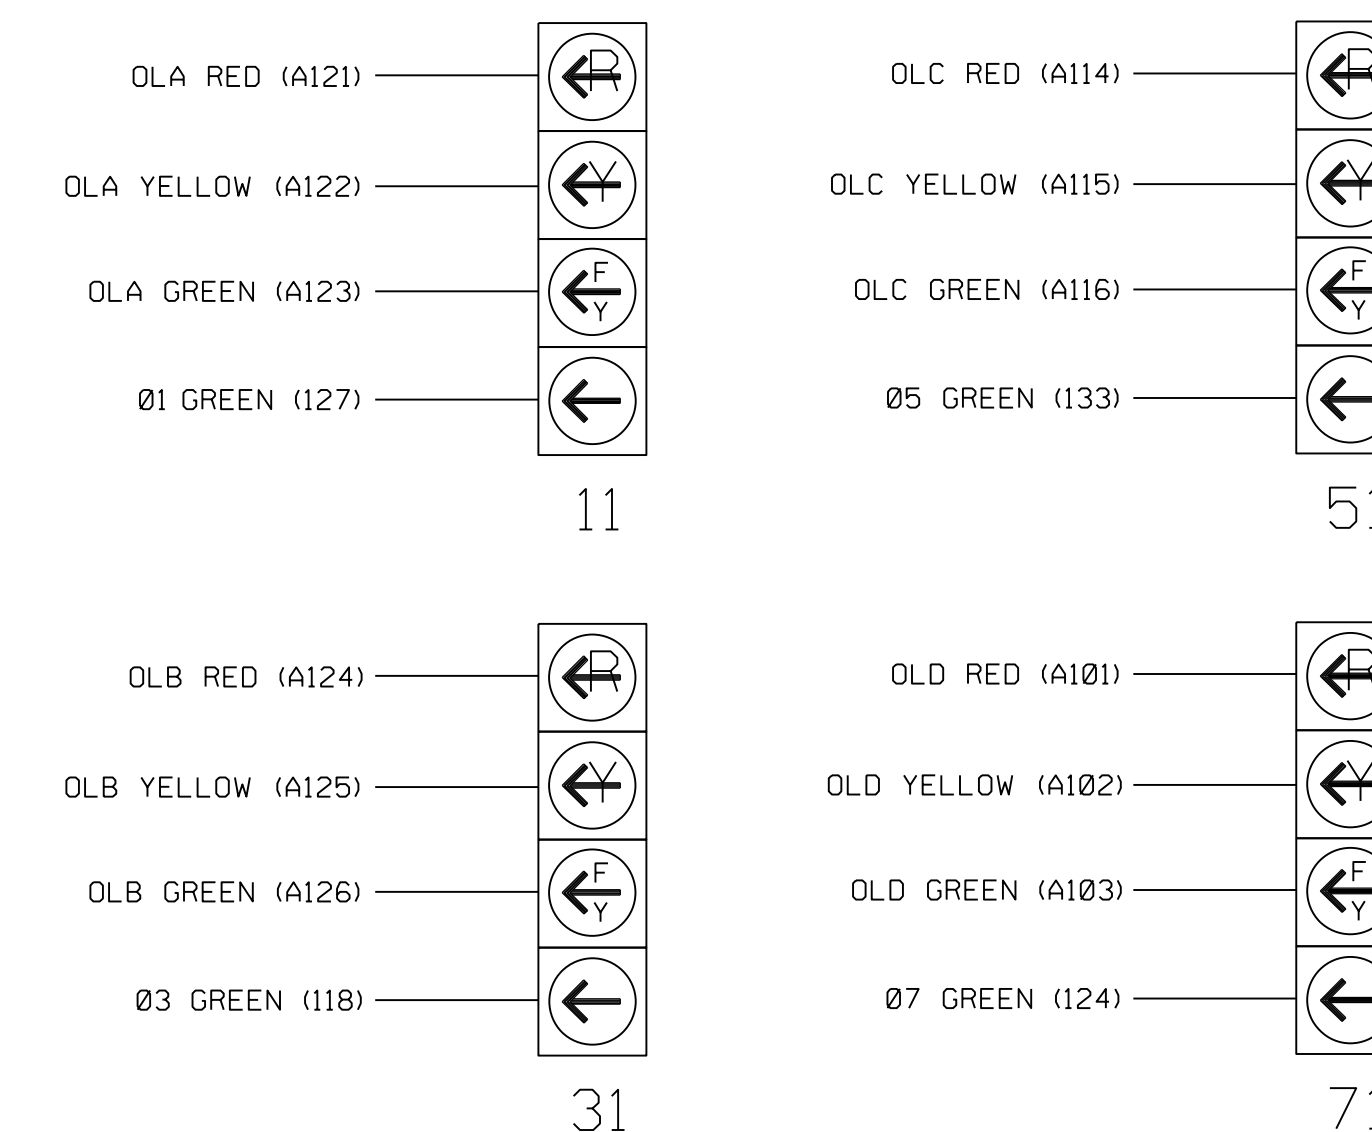 OLA RED (A121)
R
OLA YELLOW (A122)
Y
OLA GREEN (A123)
F
Y
Ø1 GREEN (127)
11
OLC RED (A114)
R
OLC YELLOW (A115)
Y
OLC GREEN (A116)
F
Y
Ø5 GREEN (133)
51
OLB RED (A124)
R
OLB YELLOW (A125)
Y
OLB GREEN (A126)
F
Y
Ø3 GREEN (118)
31
OLD RED (A1Ø1)
R
OLD YELLOW (A1Ø2)
Y
OLD GREEN (A1Ø3)
F
Y
Ø7 GREEN (124)
71